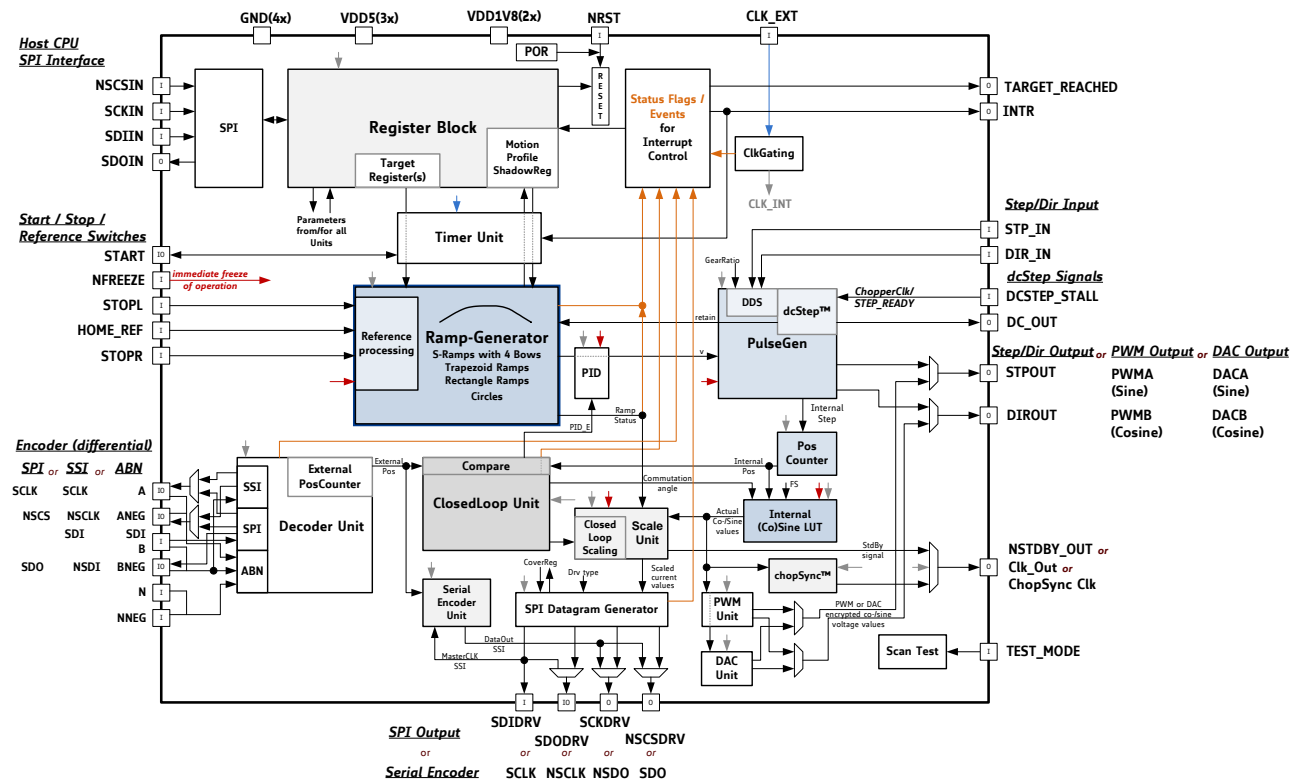 GND(4x)
VDD5(3x)
VDD1V8(2x)
NRST
CLK_EXT
Host CPU
SPI Interface
I
I
POR
RESET
NSCSIN
I
SCKIN
I
SDIIN
I
SDOIN
O
SPI
Register Block
Target
Register(s)
Motion
Profile
ShadowReg
Status Flags /
Events
for
Interrupt
Control
ClkGating
CLK_INT
O
TARGET_REACHED
O
INTR
Parameters
from/for all
Units
Timer Unit
Start / Stop /
Reference Switches
START
IO
NFREEZE
I
immediate freeze
of operation
STOPL
I
HOME_REF
I
STOPR
I
Reference
processing
Ramp-Generator
S-Ramps with 4 Bows
Trapezoid Ramps
Rectangle Ramps
Circles
Ramp
Status
PID
PID_E
retain
v
GearRatio
DDS
dcStep™
PulseGen
ChopperClk/
STEP_READY
Step/Dir Input
I
STP_IN
I
DIR_IN
dcStep Signals
I
DCSTEP_STALL
O
DC_OUT
Step/Dir Output or PWM Output or DAC Output
O
STPOUT
PWMA
(Sine)
DACA
(Sine)
O
DIROUT
PWMB
(Cosine)
DACB
(Cosine)
Internal
Step
Pos
Counter
Internal
Pos
FS
Commutation
angle
Internal
(Co)Sine LUT
Actual
Co-/Sine
values
Encoder (differential)
SPI or SSI or ABN
SCLK
SCLK
A
IO
NSCS
NSCLK
ANEG
IO
SDI
SDI
B
I
SDO
NSDI
BNEG
IO
N
I
NNEG
I
SSI
SPI
ABN
External
PosCounter
Decoder Unit
External
Pos
Compare
ClosedLoop Unit
Closed
Loop
Scaling
Scale
Unit
Serial
Encoder
Unit
CoverReg
Drv_type
Scaled
current
values
SPI Datagram Generator
DataOut
SSI
MasterCLK
SSI
StdBy
signal
chopSync™
PWM
Unit
DAC
Unit
PWM or DAC
encrypted co-/sine
voltage values
O
NSTDBY_OUT or
Clk_Out or
ChopSync Clk
Scan Test
I
TEST_MODE
I
IO
O
O
SDIDRV
SDODRV
SCKDRV
NSCSDRV
SPI Output
or
or
or
or
or
Serial Encoder
SCLK
NSCLK
NSDO
SDO